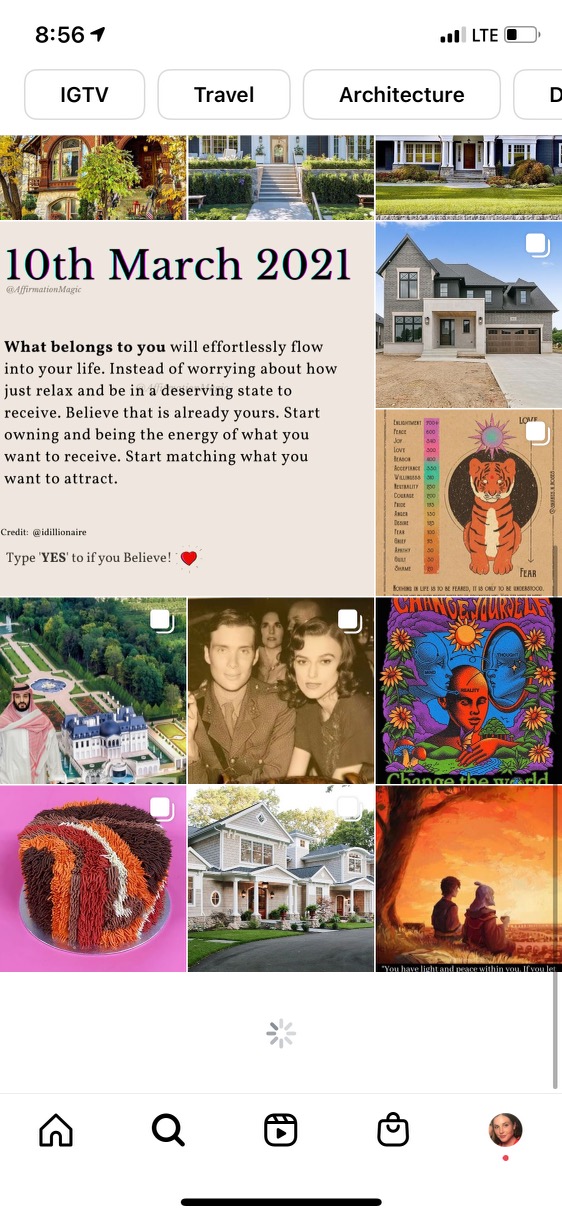 8:56
LTE
IGTV
Travel
Architecture
D
10th March 2021
@AffirmationMagic
What belongs to you will effortlessly flow
into your life. Instead of worrying about how
just relax and be in a deserving state to
receive. Believe that is already yours. Start
owning and being the energy of what you
want to receive. Start matching what you
want to attract.
Credit: @idillionaire
Type 'YES' to if you Believe!
LOVE
ENLIGHTENMENT 700+
PEACE 600
JOY 540
LOVE 500
REASON 400
ACCEPTANCE 350
WILLINGNESS 310
NEUTRALITY 250
COURAGE 200
PRIDE 175
ANGER 150
DESIRE 125
FEAR 100
GRIEF 75
APATHY 50
GUILT 30
SHAME 20
FEAR
NOTHING IN LIFE IS TO BE FEARED, IT IS ONLY TO BE UNDERSTOOD.
CHANGE YOURSELF
MIND
THOUGHT
REALITY
Change the world
"You have light and peace within you. If you let